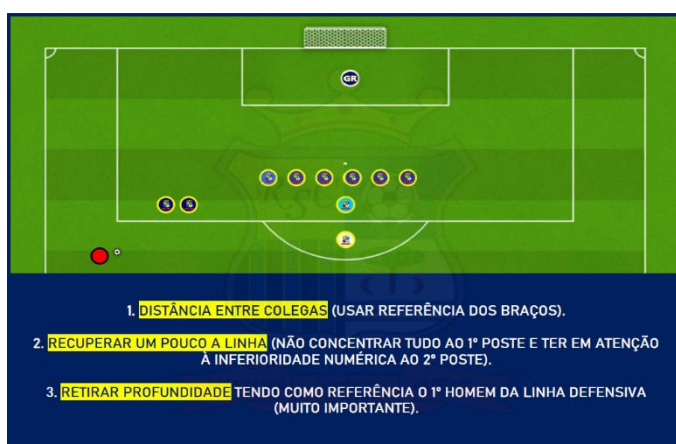 GR
1. DISTÂNCIA ENTRE COLEGAS (USAR REFERÊNCIA DOS BRAÇOS).
2. RECUPERAR UM POUCO A LINHA (NÃO CONCENTRAR TUDO AO 1º POSTE E TER EM ATENÇÃO
À INFERIORIDADE NUMÉRICA AO 2º POSTE).
3. RETIRAR PROFUNDIDADE TENDO COMO REFERÊNCIA O 1º HOMEM DA LINHA DEFENSIVA
(MUITO IMPORTANTE).